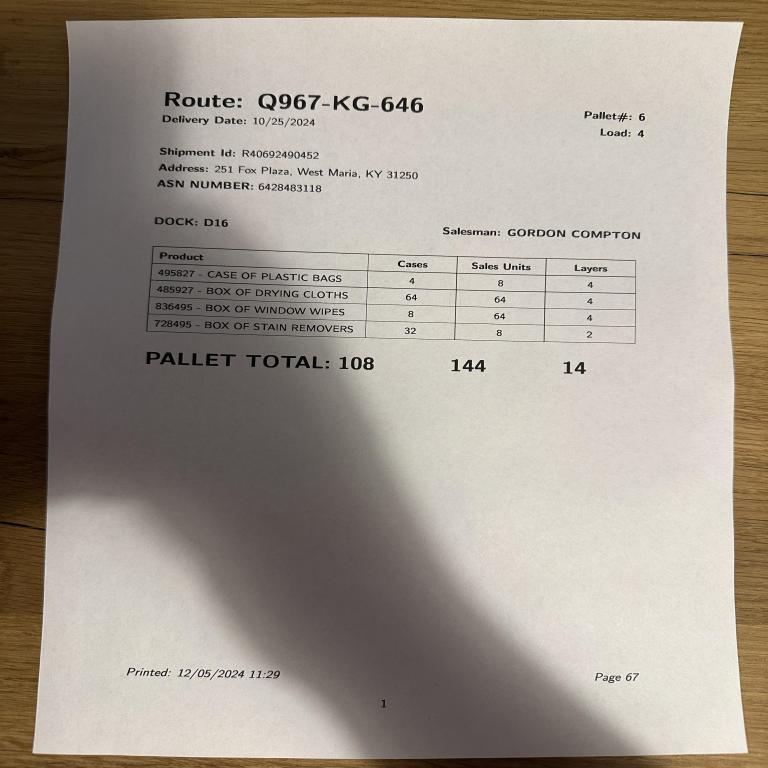 Route: Q967-KG-646
Delivery Date: 10/25/2024
Pallet#: 6
Load: 4
Shipment Id: R40692490452
Address: 251 Fox Plaza, West Maria, KY 31250
ASN NUMBER: 6428483118
DOCK: D16
Salesman: GORDON COMPTON
Product Cases Sales Units Layers
495827 - CASE OF PLASTIC BAGS 4 8 4
485927 - BOX OF DRYING CLOTHS 64 64 4
836495 - BOX OF WINDOW WIPES 8 64 4
728495 - BOX OF STAIN REMOVERS 32 8 2
PALLET TOTAL: 108 144 14
Printed: 12/05/2024 11:29
Page 67
1